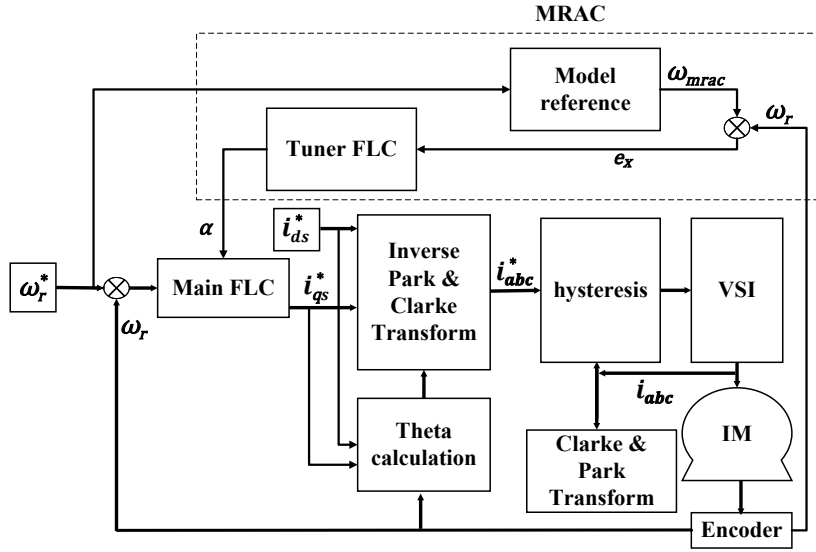 MRAC
Model
reference
ω_mrac
ω_r
Tuner FLC
e_x
α
i*_ds
Inverse
Park &
Clarke
Transform
i*_abc
hysteresis
VSI
ω*_r
Main FLC
i*_qs
ω_r
i_abc
Theta
calculation
Clarke &
Park
Transform
IM
Encoder